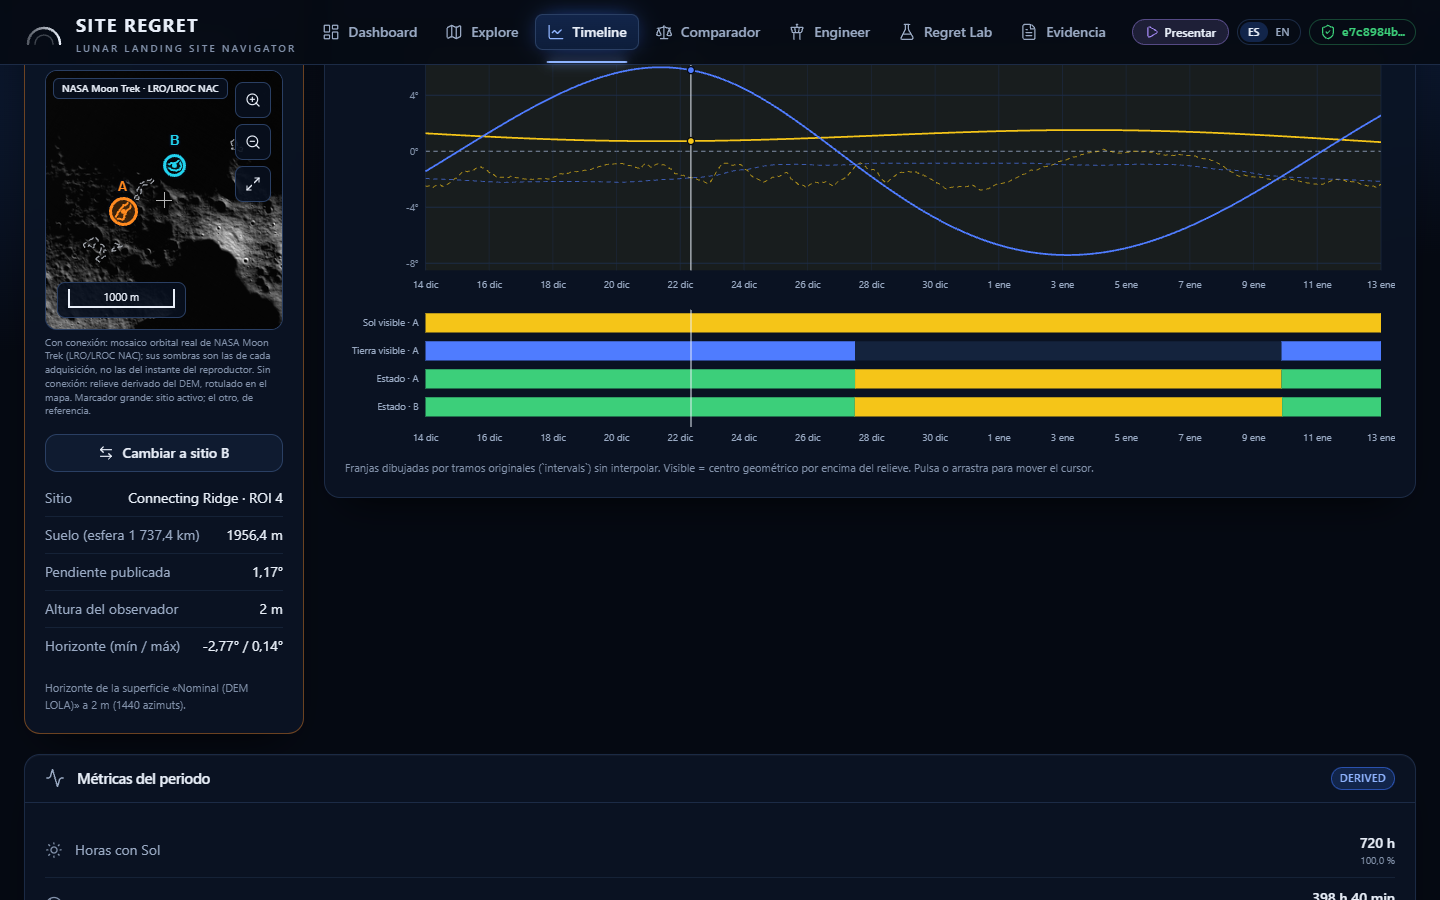 SITE REGRET
LUNAR LANDING SITE NAVIGATOR
Dashboard
Explore
Timeline
Comparador
Engineer
Regret Lab
Evidencia
Presentar
ES
EN
e7c8984b…
NASA Moon Trek · LRO/LROC NAC
B
A
1000 m
Con conexión: mosaico orbital real de NASA Moon
Trek (LRO/LROC NAC); sus sombras son las de cada
adquisición, no las del instante del reproductor. Sin
conexión: relieve derivado del DEM, rotulado en el
mapa. Marcador grande: sitio activo; el otro, de
referencia.
Cambiar a sitio B
Sitio Connecting Ridge · ROI 4
Suelo (esfera 1 737,4 km) 1956,4 m
Pendiente publicada 1,17°
Altura del observador 2 m
Horizonte (mín / máx) -2,77° / 0,14°
Horizonte de la superficie «Nominal (DEM
LOLA)» a 2 m (1440 azimuts).
4°
0°
-4°
-8°
14 dic 16 dic 18 dic 20 dic 22 dic 24 dic 26 dic 28 dic 30 dic 1 ene 3 ene 5 ene 7 ene 9 ene 11 ene 13 ene
Sol visible · A
Tierra visible · A
Estado · A
Estado · B
14 dic 16 dic 18 dic 20 dic 22 dic 24 dic 26 dic 28 dic 30 dic 1 ene 3 ene 5 ene 7 ene 9 ene 11 ene 13 ene
Franjas dibujadas por tramos originales (`intervals`) sin interpolar. Visible = centro geométrico por encima del relieve. Pulsa o arrastra para mover el cursor.
Métricas del periodo
DERIVED
Horas con Sol 720 h
100,0 %
398 h 40 min